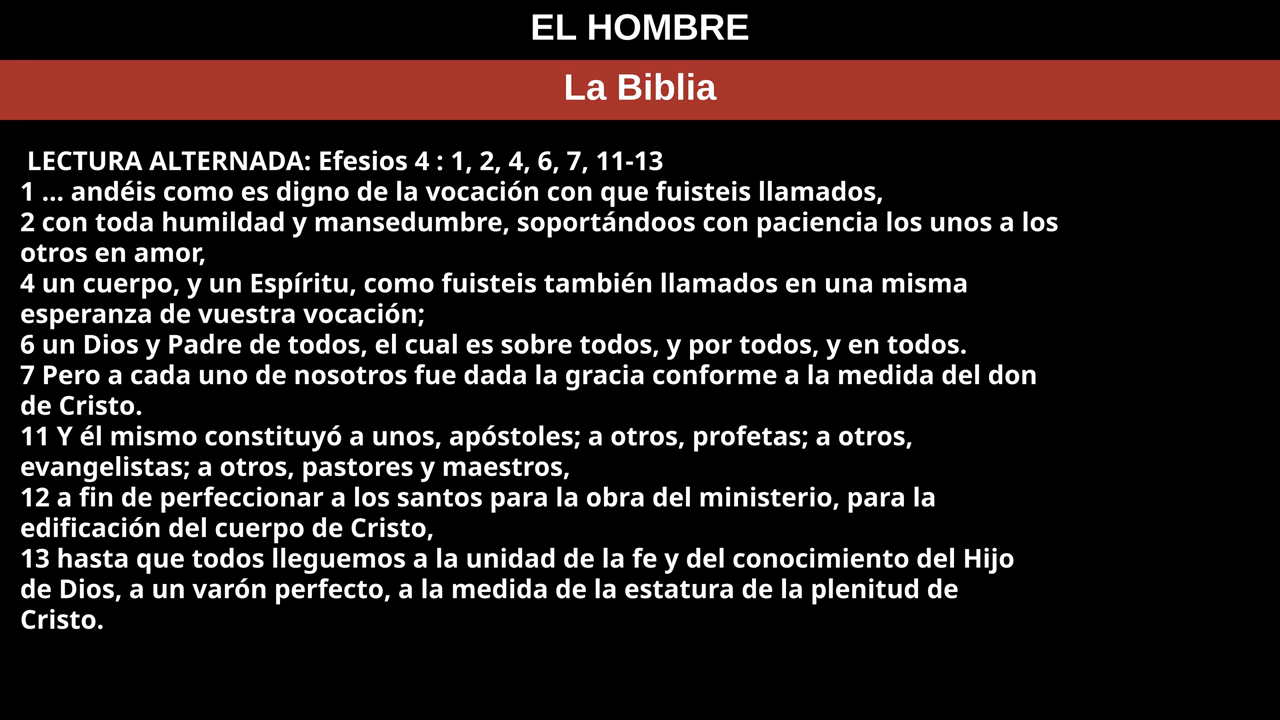 EL HOMBRE
La Biblia
LECTURA ALTERNADA: Efesios 4 : 1, 2, 4, 6, 7, 11-13
1 ... andéis como es digno de la vocación con que fuisteis llamados,
2 con toda humildad y mansedumbre, soportándoos con paciencia los unos a los
otros en amor,
4 un cuerpo, y un Espíritu, como fuisteis también llamados en una misma
esperanza de vuestra vocación;
6 un Dios y Padre de todos, el cual es sobre todos, y por todos, y en todos.
7 Pero a cada uno de nosotros fue dada la gracia conforme a la medida del don
de Cristo.
11 Y él mismo constituyó a unos, apóstoles; a otros, profetas; a otros,
evangelistas; a otros, pastores y maestros,
12 a fin de perfeccionar a los santos para la obra del ministerio, para la
edificación del cuerpo de Cristo,
13 hasta que todos lleguemos a la unidad de la fe y del conocimiento del Hijo
de Dios, a un varón perfecto, a la medida de la estatura de la plenitud de
Cristo.